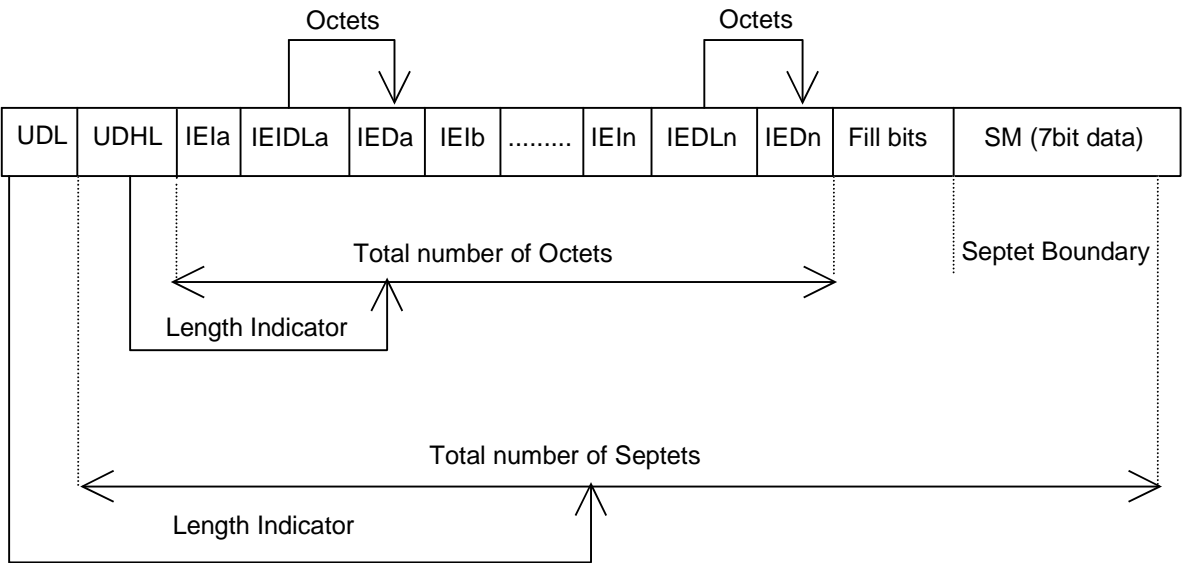 Octets Octets
UDL UDHL IEIa IEIDLa IEDa IEIb ......... IEIn IEDLn IEDn Fill bits SM (7bit data)
Total number of Octets Septet Boundary
Length Indicator
Total number of Septets
Length Indicator